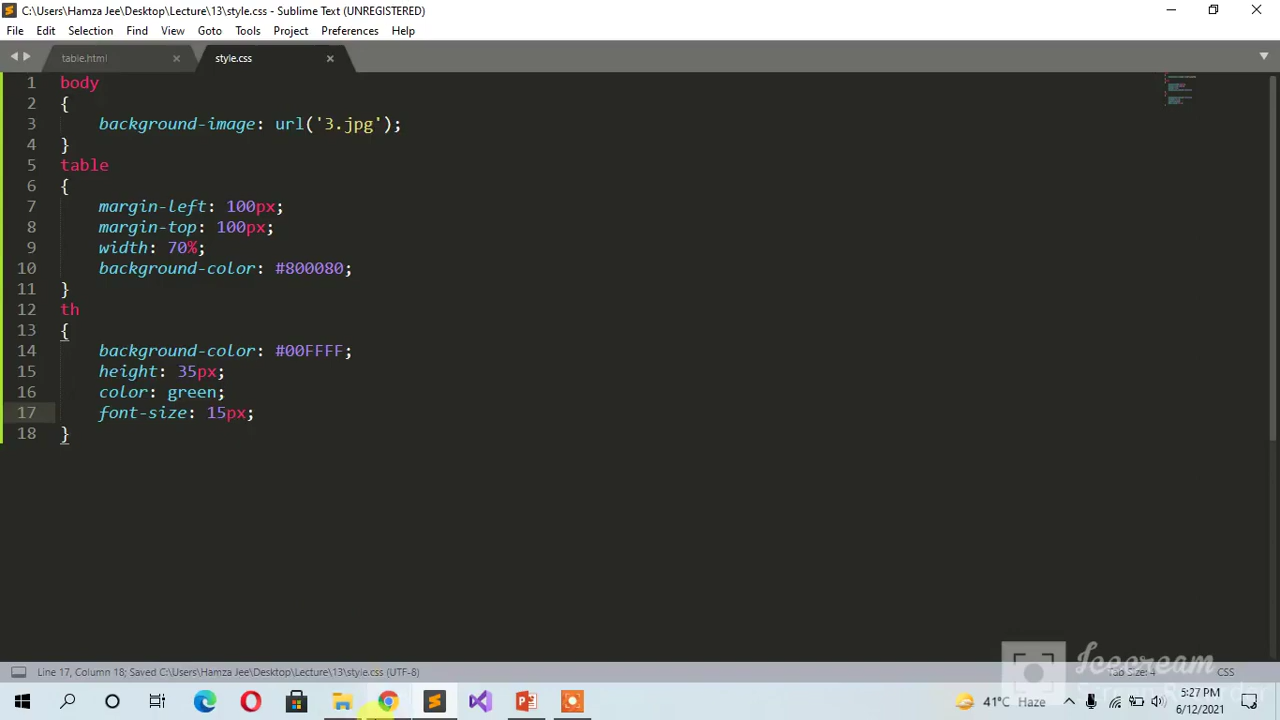 C:\Users\Hamza Jee\Desktop\Lecture\13\style.css - Sublime Text (UNREGISTERED)
File Edit Selection Find View Goto Tools Project Preferences Help
table.html × style.css ×
1 body
2 {
3 background-image: url('3.jpg');
4 }
5 table
6 {
7 margin-left: 100px;
8 margin-top: 100px;
9 width: 70%;
10 background-color: #800080;
11 }
12 th
13 {
14 background-color: #00FFFF;
15 height: 35px;
16 color: green;
17 font-size: 15px;
18 }
Icecream
Line 17, Column 18; Saved C:\Users\Hamza Jee\Desktop\Lecture\13\style.css (UTF-8) Tab Size: 4 CSS
41°C Haze 5:27 PM
6/12/2021